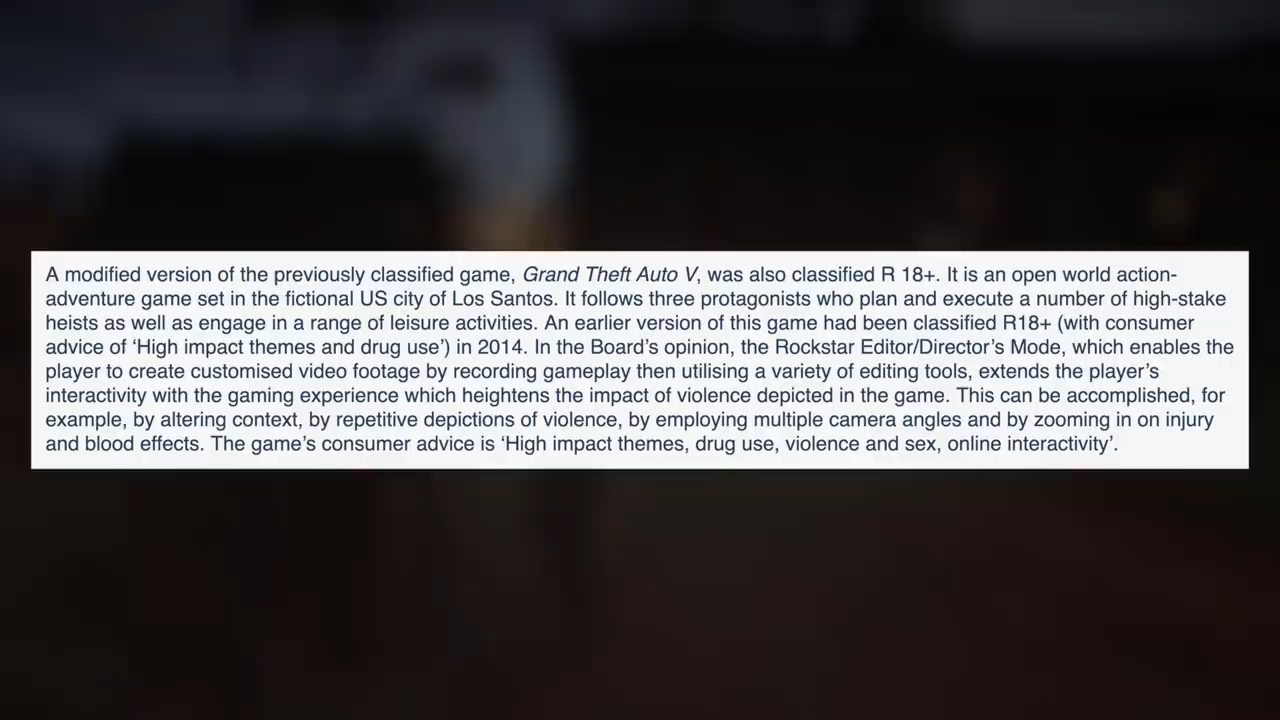 A modified version of the previously classified game, Grand Theft Auto V, was also classified R 18+. It is an open world action-
adventure game set in the fictional US city of Los Santos. It follows three protagonists who plan and execute a number of high-stake
heists as well as engage in a range of leisure activities. An earlier version of this game had been classified R18+ (with consumer
advice of ‘High impact themes and drug use’) in 2014. In the Board’s opinion, the Rockstar Editor/Director’s Mode, which enables the
player to create customised video footage by recording gameplay then utilising a variety of editing tools, extends the player’s
interactivity with the gaming experience which heightens the impact of violence depicted in the game. This can be accomplished, for
example, by altering context, by repetitive depictions of violence, by employing multiple camera angles and by zooming in on injury
and blood effects. The game’s consumer advice is ‘High impact themes, drug use, violence and sex, online interactivity’.